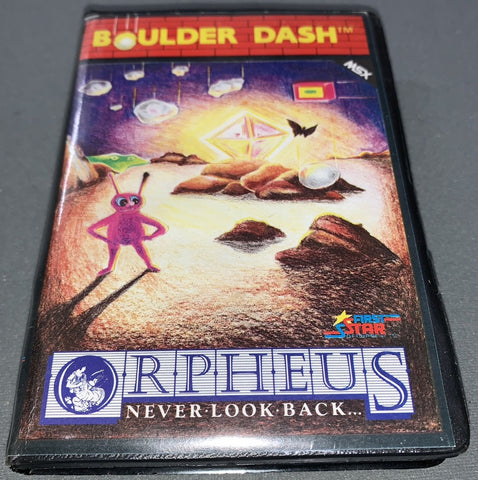 BOULDER DASH™
MSX
FIRST
STAR
ORPHEUS
NEVER·LOOK·BACK...